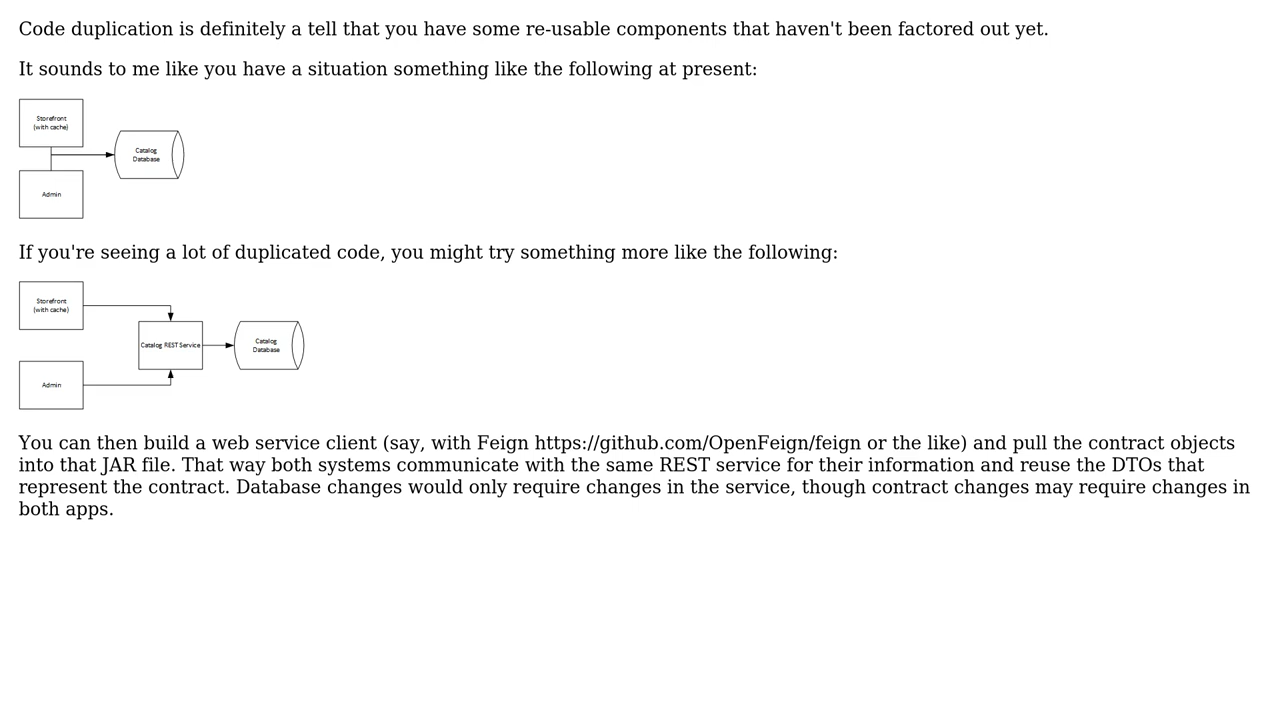 Code duplication is definitely a tell that you have some re-usable components that haven't been factored out yet.
It sounds to me like you have a situation something like the following at present:
Storefront
(with cache)
Catalog
Database
Admin
If you're seeing a lot of duplicated code, you might try something more like the following:
Storefront
(with cache)
Catalog REST Service
Catalog
Database
Admin
You can then build a web service client (say, with Feign https://github.com/OpenFeign/feign or the like) and pull the contract objects
into that JAR file. That way both systems communicate with the same REST service for their information and reuse the DTOs that
represent the contract. Database changes would only require changes in the service, though contract changes may require changes in
both apps.